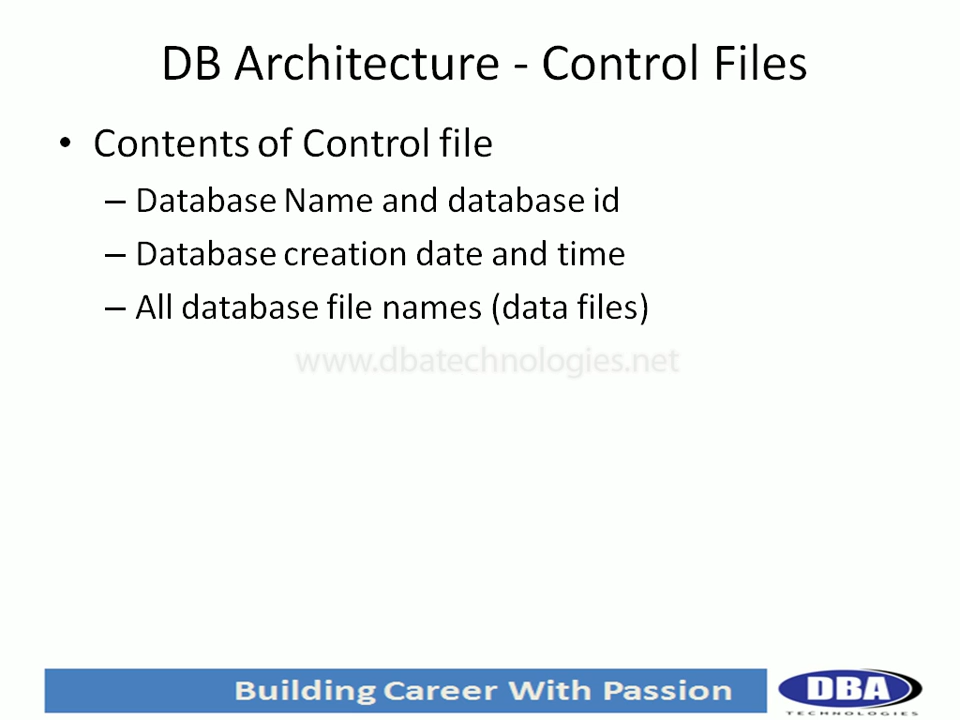 DB Architecture - Control Files
• Contents of Control file
– Database Name and database id
– Database creation date and time
– All database file names (data files)
www.dbatechnologies.net
Building Career With Passion
DBA
TECHNOLOGIES